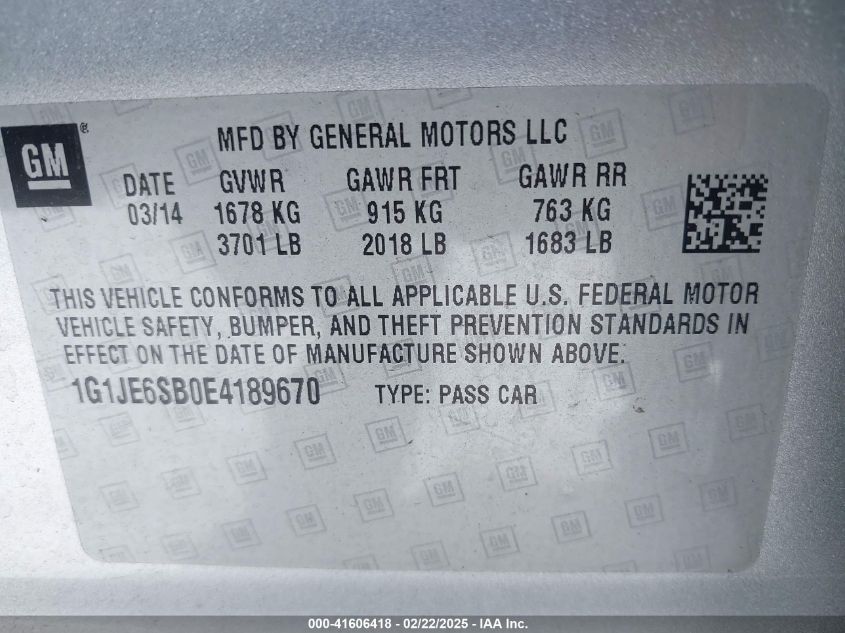 GM®
MFD BY GENERAL MOTORS LLC
DATE GVWR GAWR FRT GAWR RR
03/14 1678 KG 915 KG 763 KG
3701 LB 2018 LB 1683 LB
THIS VEHICLE CONFORMS TO ALL APPLICABLE U.S. FEDERAL MOTOR
VEHICLE SAFETY, BUMPER, AND THEFT PREVENTION STANDARDS IN
EFFECT ON THE DATE OF MANUFACTURE SHOWN ABOVE.
1G1JE6SB0E4189670 TYPE: PASS CAR
000-41606418 - 02/22/2025 - IAA Inc.